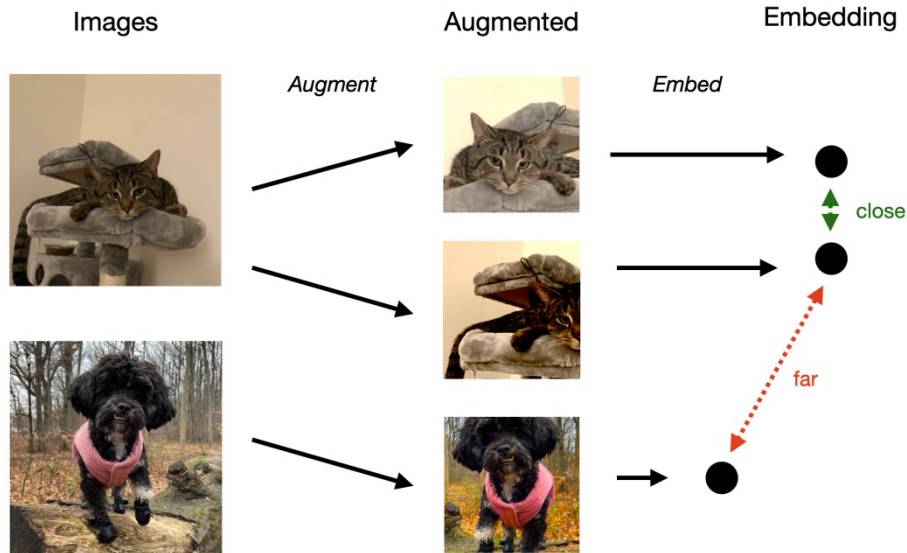 Images
Augmented
Embedding
Augment
Embed
close
far